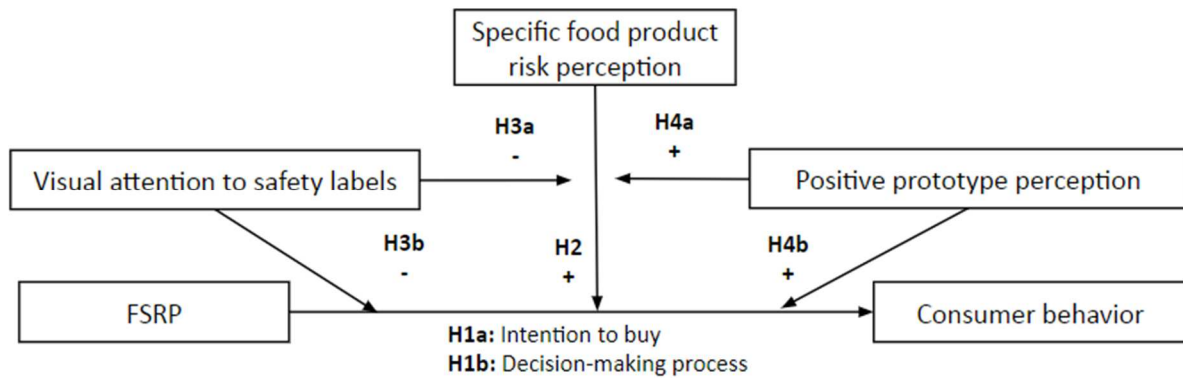 Specific food product
risk perception
H3a
-
H4a
+
Visual attention to safety labels
Positive prototype perception
H3b
-
H2
+
H4b
+
FSRP
Consumer behavior
H1a: Intention to buy
H1b: Decision-making process